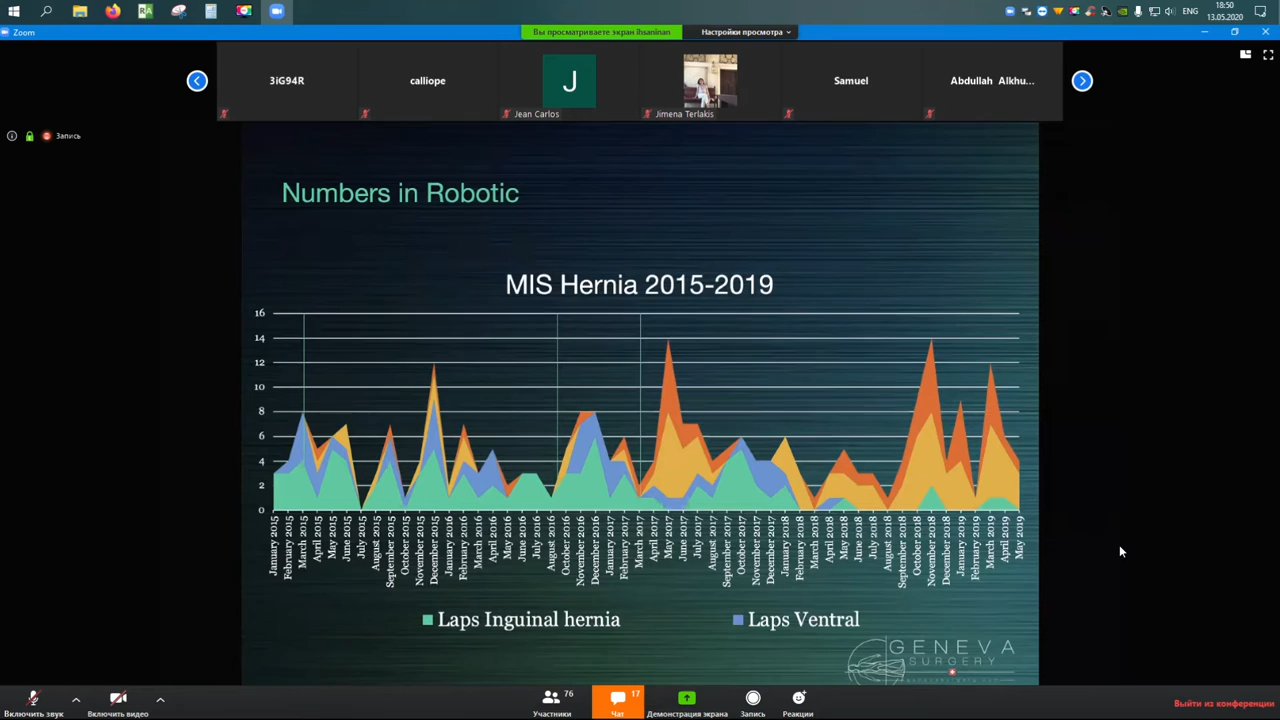 18:50
ENG
13.05.2020
Zoom
Вы просматриваете экран ihsaninan
Настройки просмотра
3iG94R
calliope
J
Jean Carlos
Jimena Terlakis
Samuel
Abdullah Alkhu...
Запись
Numbers in Robotic
MIS Hernia 2015-2019
16
14
12
10
8
6
4
2
0
January 2015
February 2015
March 2015
April 2015
May 2015
June 2015
July 2015
August 2015
September 2015
October 2015
November 2015
December 2015
January 2016
February 2016
March 2016
April 2016
May 2016
June 2016
July 2016
August 2016
October 2016
November 2016
December 2016
January 2017
February 2017
March 2017
April 2017
May 2017
June 2017
July 2017
August 2017
September 2017
October 2017
November 2017
December 2017
January 2018
February 2018
March 2018
April 2018
May 2018
June 2018
July 2018
August 2018
September 2018
October 2018
November 2018
December 2018
January 2019
February 2019
March 2019
April 2019
May 2019
Laps Inguinal hernia
Laps Ventral
GENEVA
SURGERY
Включить звук
Включить видео
76
Участники
17
Чат
Демонстрация экрана
Запись
Реакции
Выйти из конференции